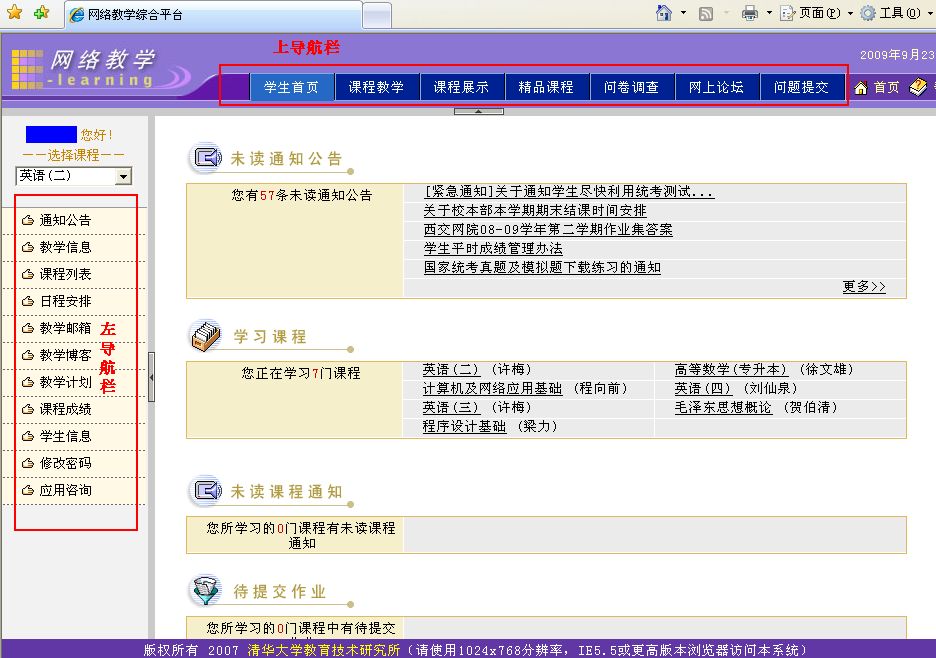 网络教学综合平台
页面(P)
工具(O)
网络教学
-learning
上导航栏
2009年9月23
学生首页 课程教学 课程展示 精品课程 问卷调查 网上论坛 问题提交
首页
您好!
——选择课程——
英语(二)
通知公告
教学信息
课程列表
日程安排
教学邮箱
教学博客
教学计划
课程成绩
学生信息
修改密码
应用咨询
左导航栏
未读通知公告
您有57条未读通知公告
[紧急通知]关于通知学生尽快利用统考测试...
关于校本部本学期期末结课时间安排
西交网院08-09学年第二学期作业集答案
学生平时成绩管理办法
国家统考真题及模拟题下载练习的通知
更多>>
学习课程
您正在学习7门课程
英语(二) (许梅) 高等数学(专升本) (徐文雄)
计算机及网络应用基础 (程向前) 英语(四) (刘仙泉)
英语(三) (许梅) 毛泽东思想概论 (贺伯清)
程序设计基础 (梁力)
未读课程通知
您所学习的0门课程有未读课程
通知
待提交作业
您所学习的0门课程中有待提交
版权所有 2007 清华大学教育技术研究所(请使用1024x768分辨率, IE5.5或更高版本浏览器访问本系统)